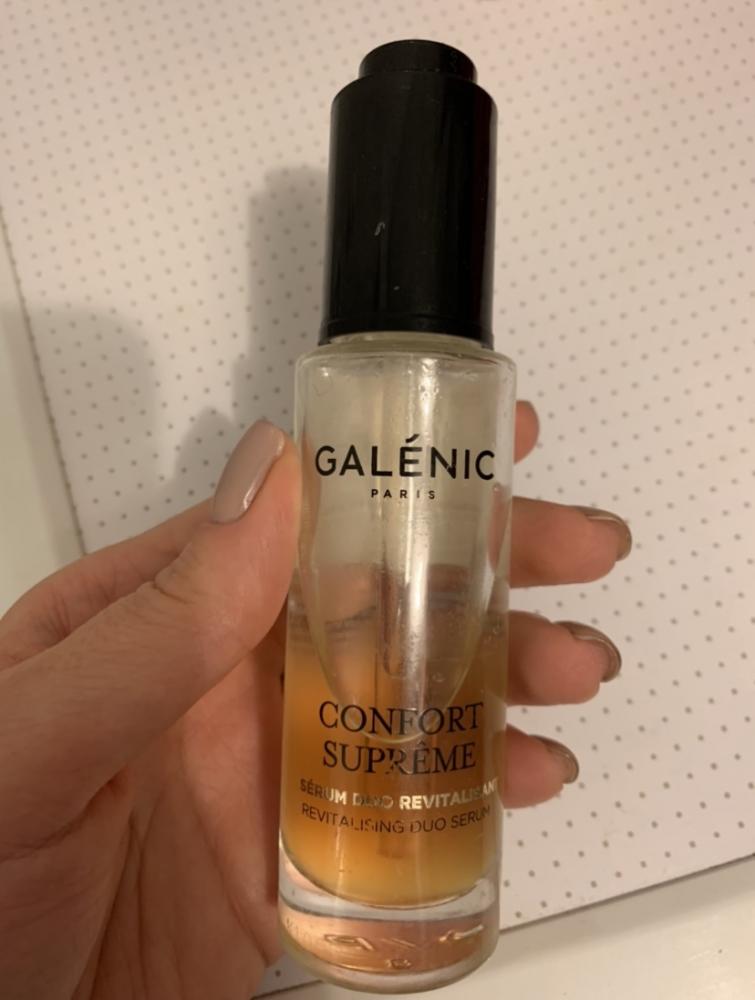 GALÉNIC
PARIS
CONFORT
SUPRÊME
SÉRUM DUO REVITALISANT
REVITALISING DUO SERUM